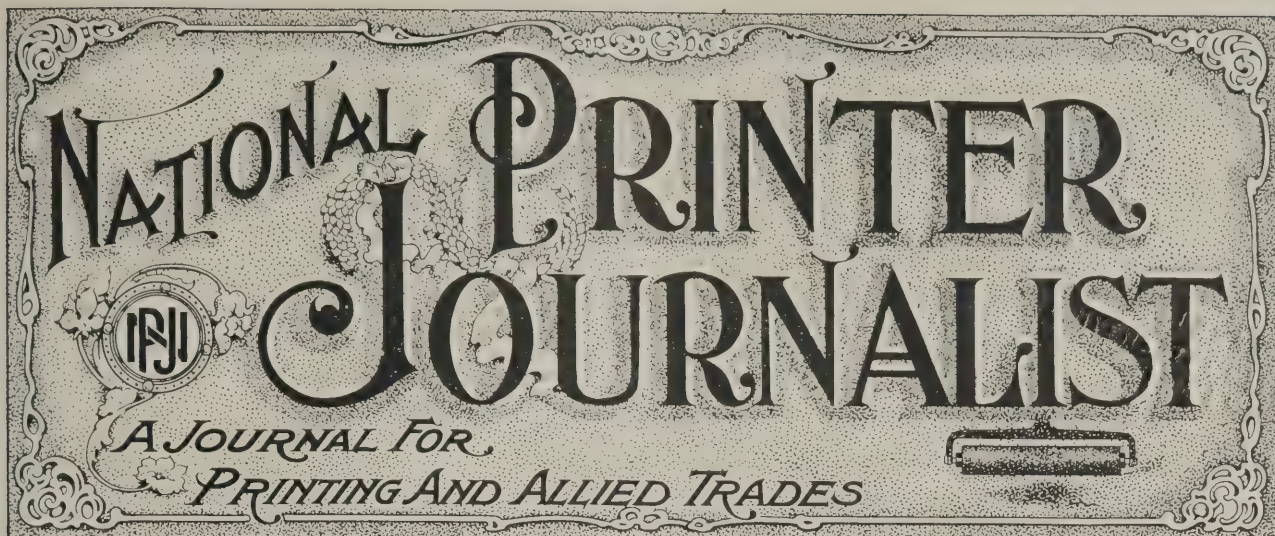 NATIONAL PRINTER
JOURNALIST
NPJ
A JOURNAL FOR
PRINTING AND ALLIED TRADES